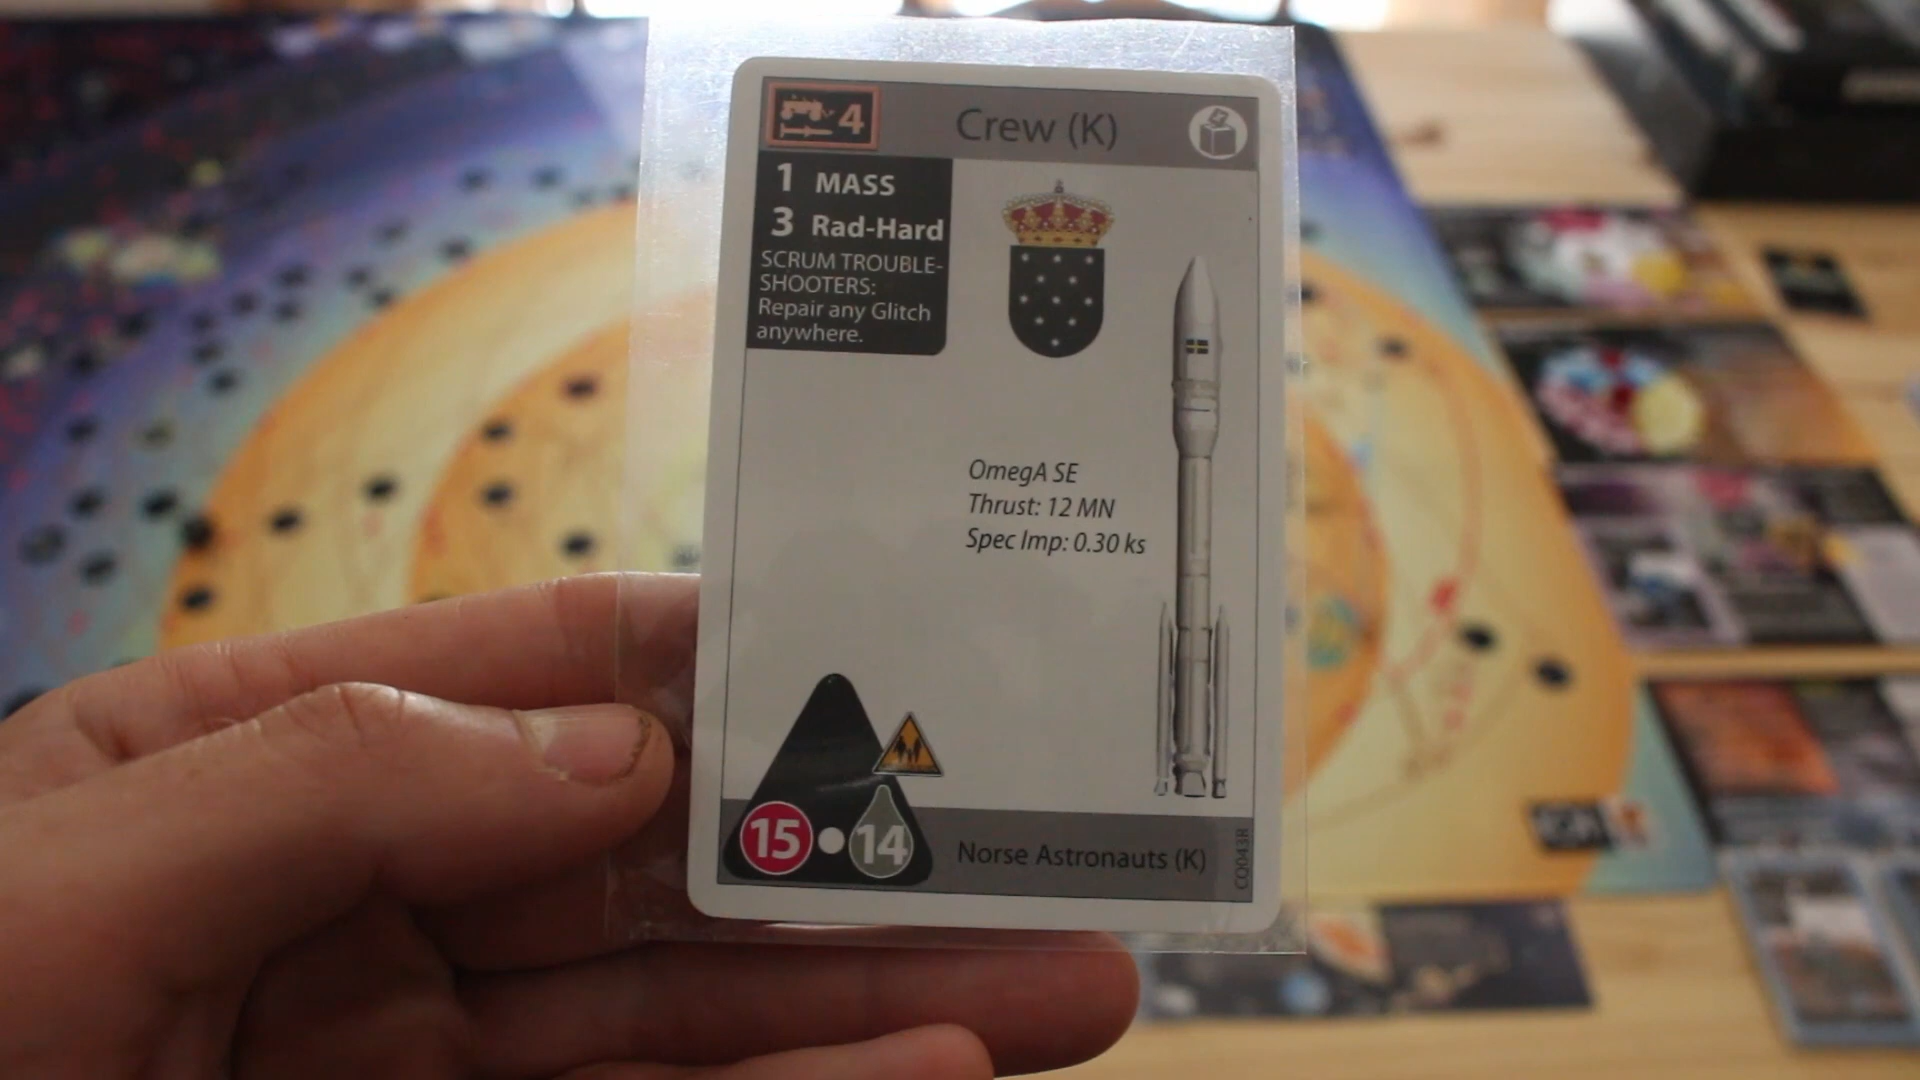 4
Crew (K)
1 MASS
3 Rad-Hard
SCRUM TROUBLE-
SHOOTERS:
Repair any Glitch
anywhere.
OmegA SE
Thrust: 12 MN
Spec Imp: 0.30 ks
15 • 14
Norse Astronauts (K)
CQ043R